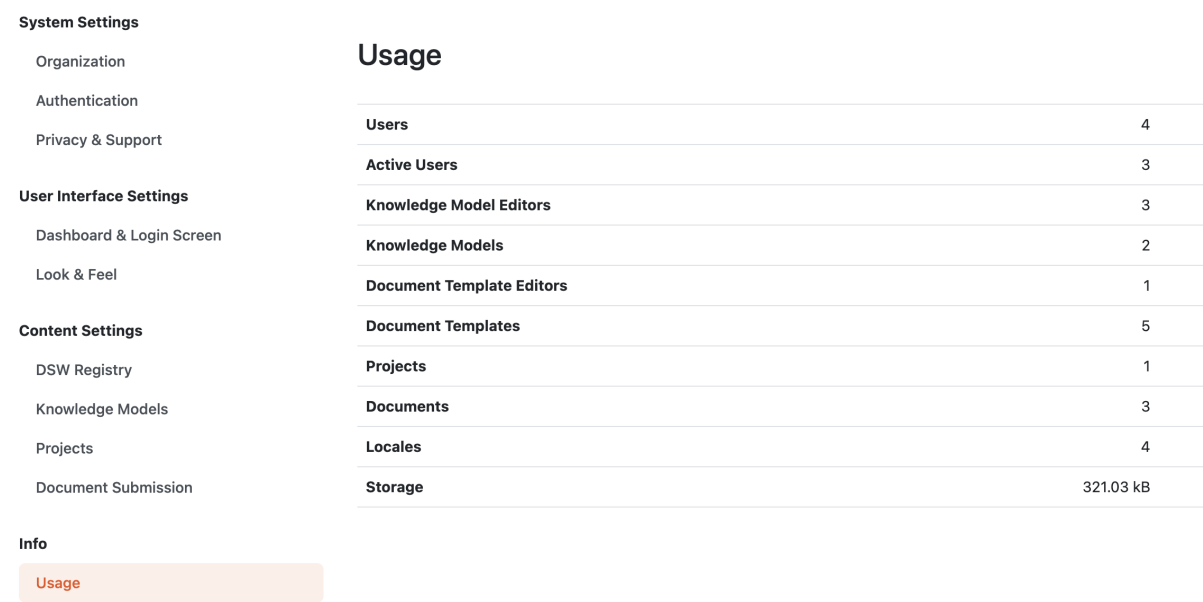 System Settings
Organization
Authentication
Privacy & Support
User Interface Settings
Dashboard & Login Screen
Look & Feel
Content Settings
DSW Registry
Knowledge Models
Projects
Document Submission
Info
Usage
Usage
Users 4
Active Users 3
Knowledge Model Editors 3
Knowledge Models 2
Document Template Editors 1
Document Templates 5
Projects 1
Documents 3
Locales 4
Storage 321.03 kB